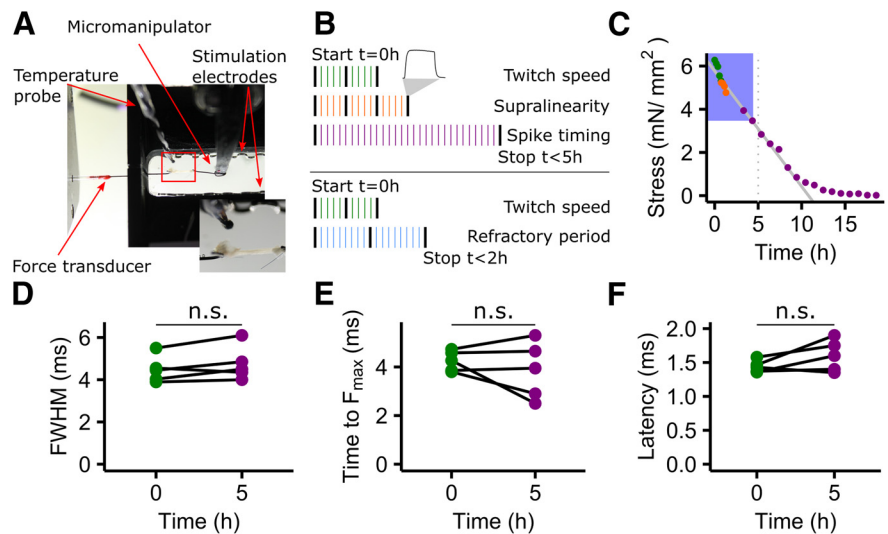 A
Micromanipulator
Temperature
probe
Stimulation
electrodes
Force transducer
B
Start t=0h
Twitch speed
Supralinearity
Spike timing
Stop t<5h
Start t=0h
Twitch speed
Refractory period
Stop t<2h
C
Stress (mN/ mm²)
6
4
2
0
0 5 10 15
Time (h)
D
n.s.
FWHM (ms)
6
4
2
0
0 5
Time (h)
E
n.s.
Time to Fmax (ms)
4
2
0
0 5
Time (h)
F
n.s.
Latency (ms)
2.0
1.5
1.0
0.5
0.0
0 5
Time (h)